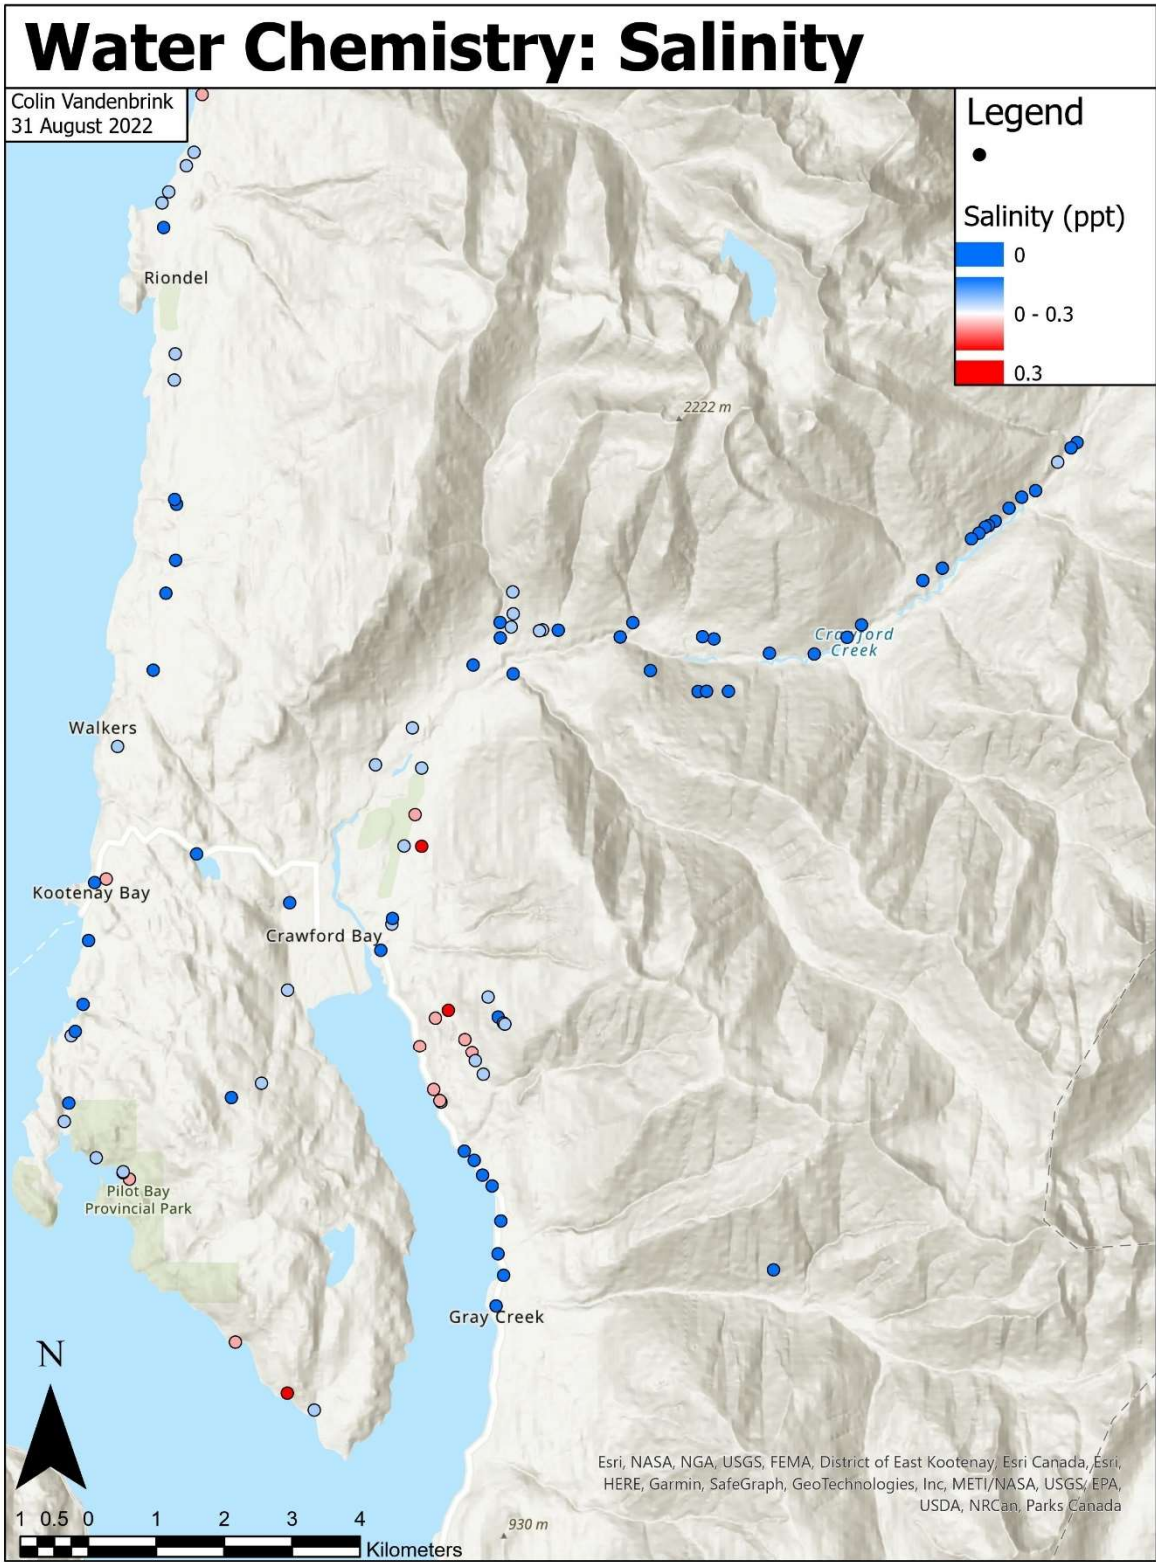 Water Chemistry: Salinity
Colin Vandenbrink
31 August 2022
Legend
Salinity (ppt)
0
0 - 0.3
0.3
Riondel
2222 m
Crawford
Creek
Walkers
Kootenay Bay
Crawford Bay
Pilot Bay
Provincial Park
Gray Creek
N
Esri, NASA, NGA, USGS, FEMA, District of East Kootenay, Esri Canada, Esri,
HERE, Garmin, SafeGraph, GeoTechnologies, Inc, METI/NASA, USGS, EPA,
USDA, NRCan, Parks Canada
930 m
1 0.5 0 1 2 3 4
Kilometers